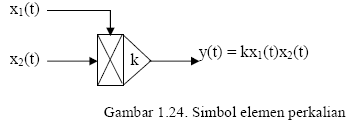 x₁(t)
x₂(t)
k
y(t) = kx₁(t)x₂(t)
Gambar 1.24. Simbol elemen perkalian